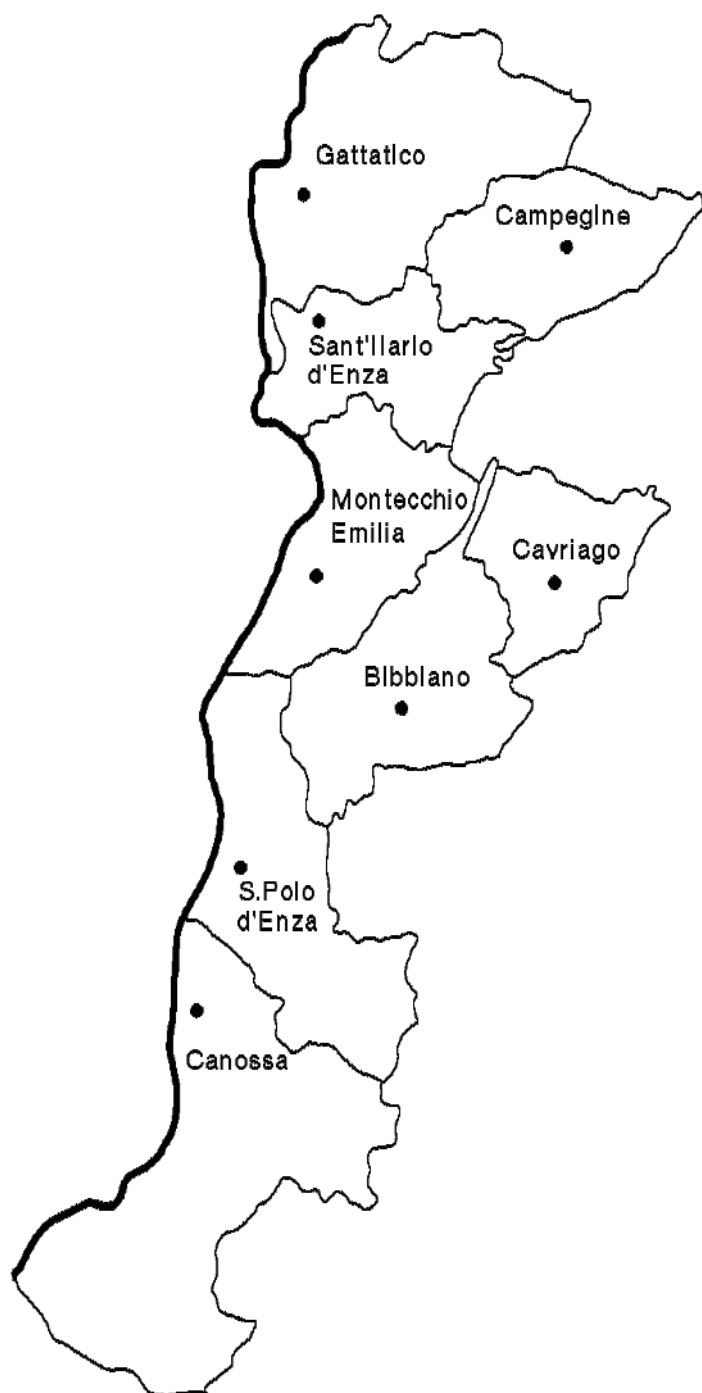 Gattatico
Campegine
Sant'Ilario
d'Enza
Montecchio
Emilia
Cavriago
Bibbiano
S.Polo
d'Enza
Canossa